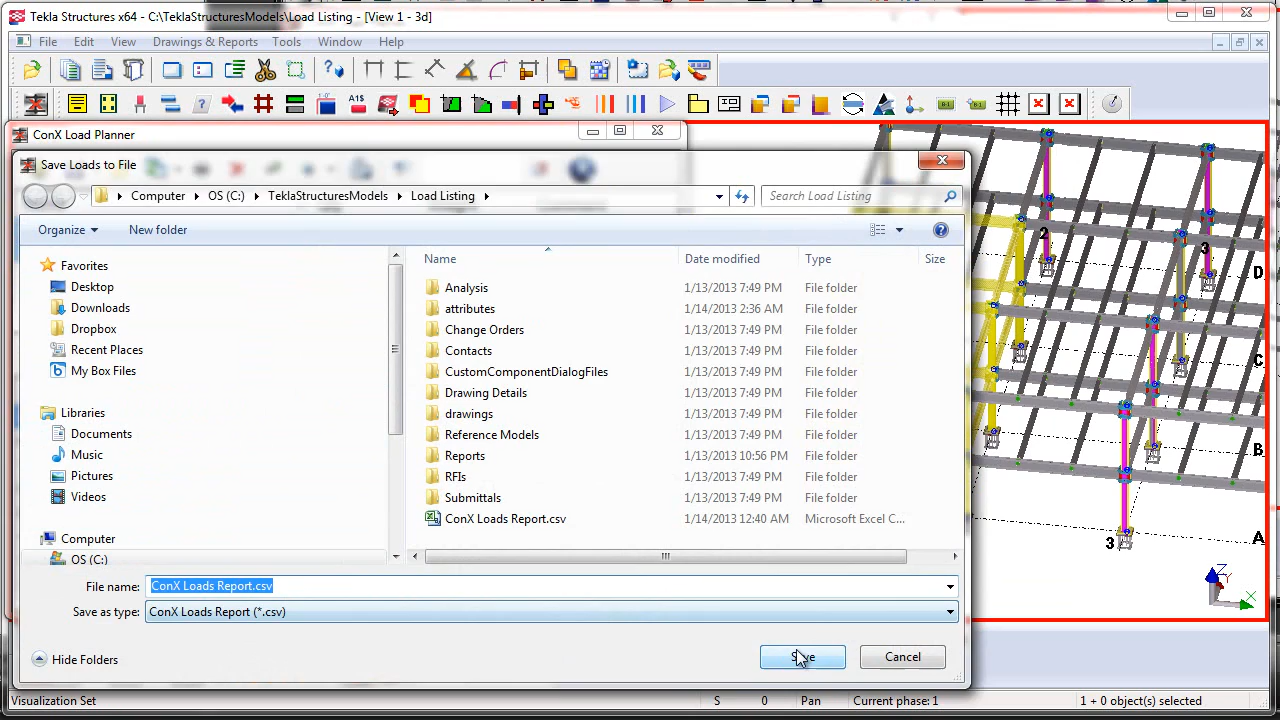 Tekla Structures x64 - C:\TeklaStructuresModels\Load Listing - [View 1 - 3d]
File Edit View Drawings & Reports Tools Window Help
A1$
B-1
B-1
ConX Load Planner
Save Loads to File
Computer OS (C:) TeklaStructuresModels Load Listing
Search Load Listing
Organize New folder
Favorites
Desktop
Downloads
Dropbox
Recent Places
My Box Files
Libraries
Documents
Music
Pictures
Videos
Computer
OS (C:)
Name Date modified Type Size
Analysis 1/13/2013 7:49 PM File folder
attributes 1/14/2013 2:36 AM File folder
Change Orders 1/13/2013 7:49 PM File folder
Contacts 1/13/2013 7:49 PM File folder
CustomComponentDialogFiles 1/13/2013 7:49 PM File folder
Drawing Details 1/13/2013 7:49 PM File folder
drawings 1/13/2013 7:49 PM File folder
Reference Models 1/13/2013 7:49 PM File folder
Reports 1/13/2013 10:56 PM File folder
RFIs 1/13/2013 7:49 PM File folder
Submittals 1/13/2013 7:49 PM File folder
ConX Loads Report.csv 1/14/2013 12:40 AM Microsoft Excel C...
File name: ConX Loads Report.csv
Save as type: ConX Loads Report (*.csv)
Hide Folders
Save Cancel
2
3
D
C
B
3
A
Z
Y
X
Visualization Set S 0 Pan Current phase: 1 1 + 0 object(s) selected